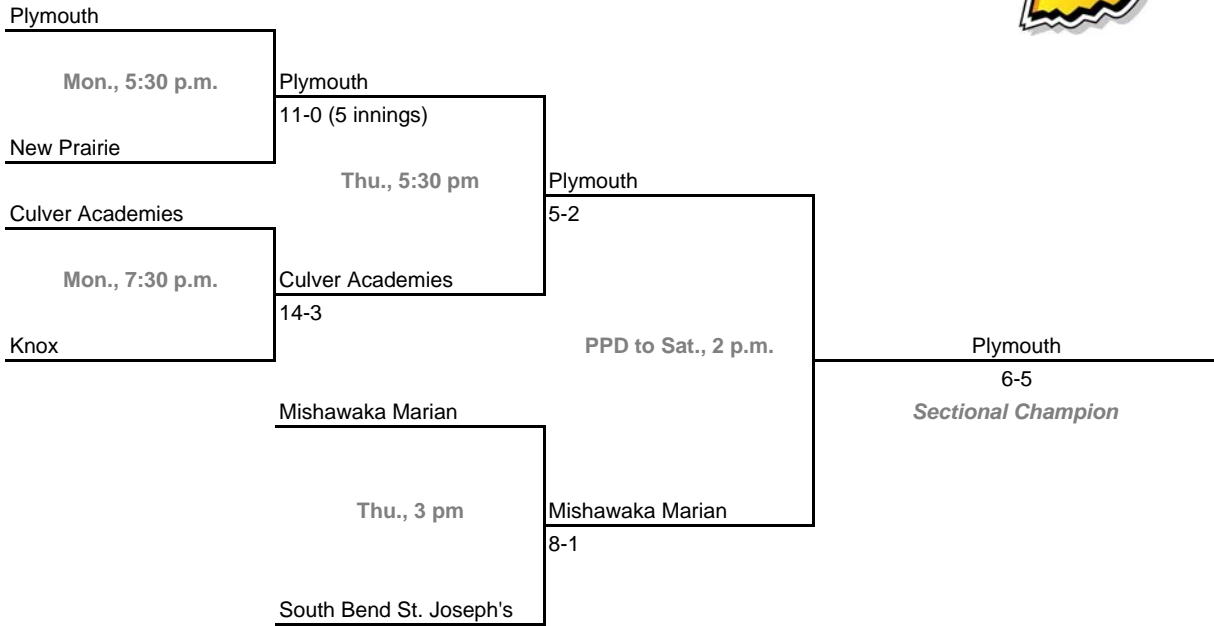 Plymouth
Mon., 5:30 p.m.
Plymouth
11-0 (5 innings)
New Prairie
Thu., 5:30 pm
Plymouth
Culver Academies
5-2
Mon., 7:30 p.m.
Culver Academies
14-3
Knox
PPD to Sat., 2 p.m.
Plymouth
6-5
Mishawaka Marian
Sectional Champion
Thu., 3 pm
Mishawaka Marian
8-1
South Bend St. Joseph's